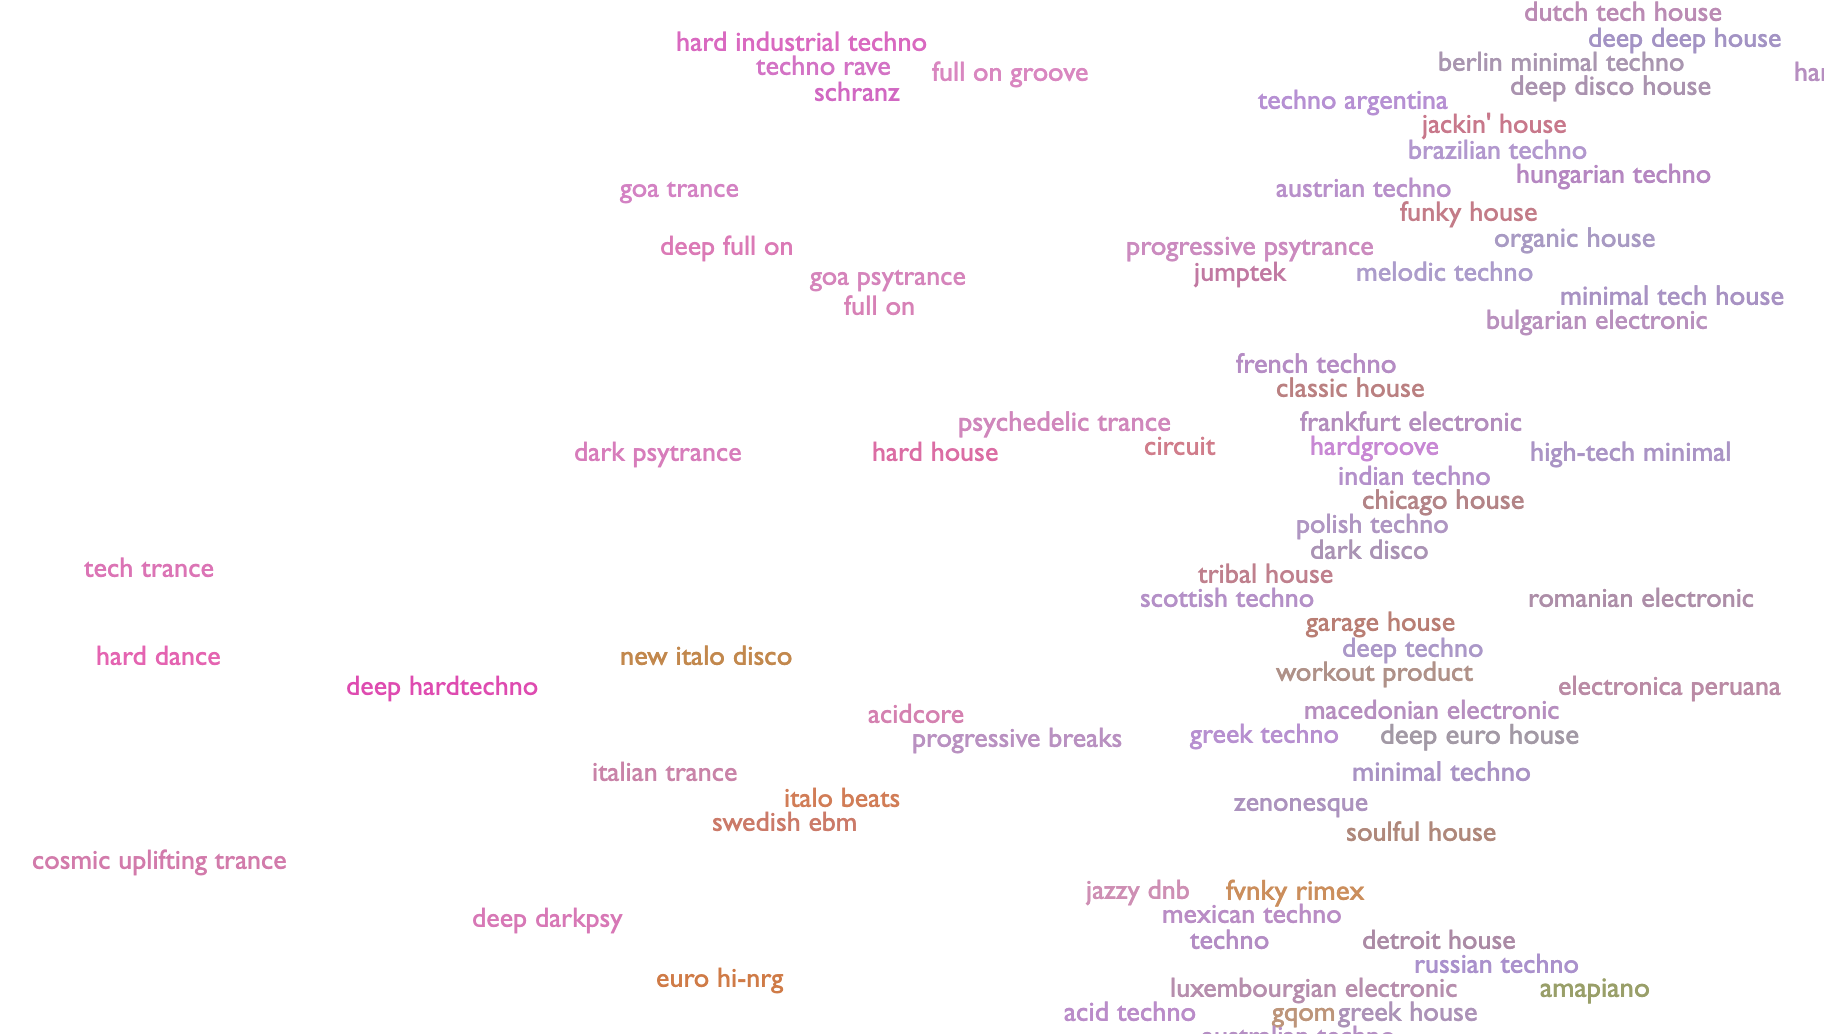 dutch tech house
deep deep house
hard industrial techno
berlin minimal techno
techno rave
full on groove
deep disco house
schranz
techno argentina
jackin' house
brazilian techno
hungarian techno
goa trance
austrian techno
funky house
organic house
deep full on
progressive psytrance
jumptek
melodic techno
goa psytrance
minimal tech house
full on
bulgarian electronic
french techno
classic house
psychedelic trance
frankfurt electronic
circuit
hardgroove
dark psytrance
hard house
high-tech minimal
indian techno
chicago house
polish techno
dark disco
tech trance
tribal house
scottish techno
romanian electronic
garage house
deep techno
hard dance
new italo disco
workout product
deep hardtechno
electronica peruana
acidcore
macedonian electronic
progressive breaks
greek techno
deep euro house
italian trance
minimal techno
italo beats
zenonesque
swedish ebm
soulful house
cosmic uplifting trance
jazzy dnb
fvnky rimex
deep darkpsy
mexican techno
techno
detroit house
russian techno
euro hi-nrg
luxembourgian electronic
amapiano
acid techno
gqom
greek house